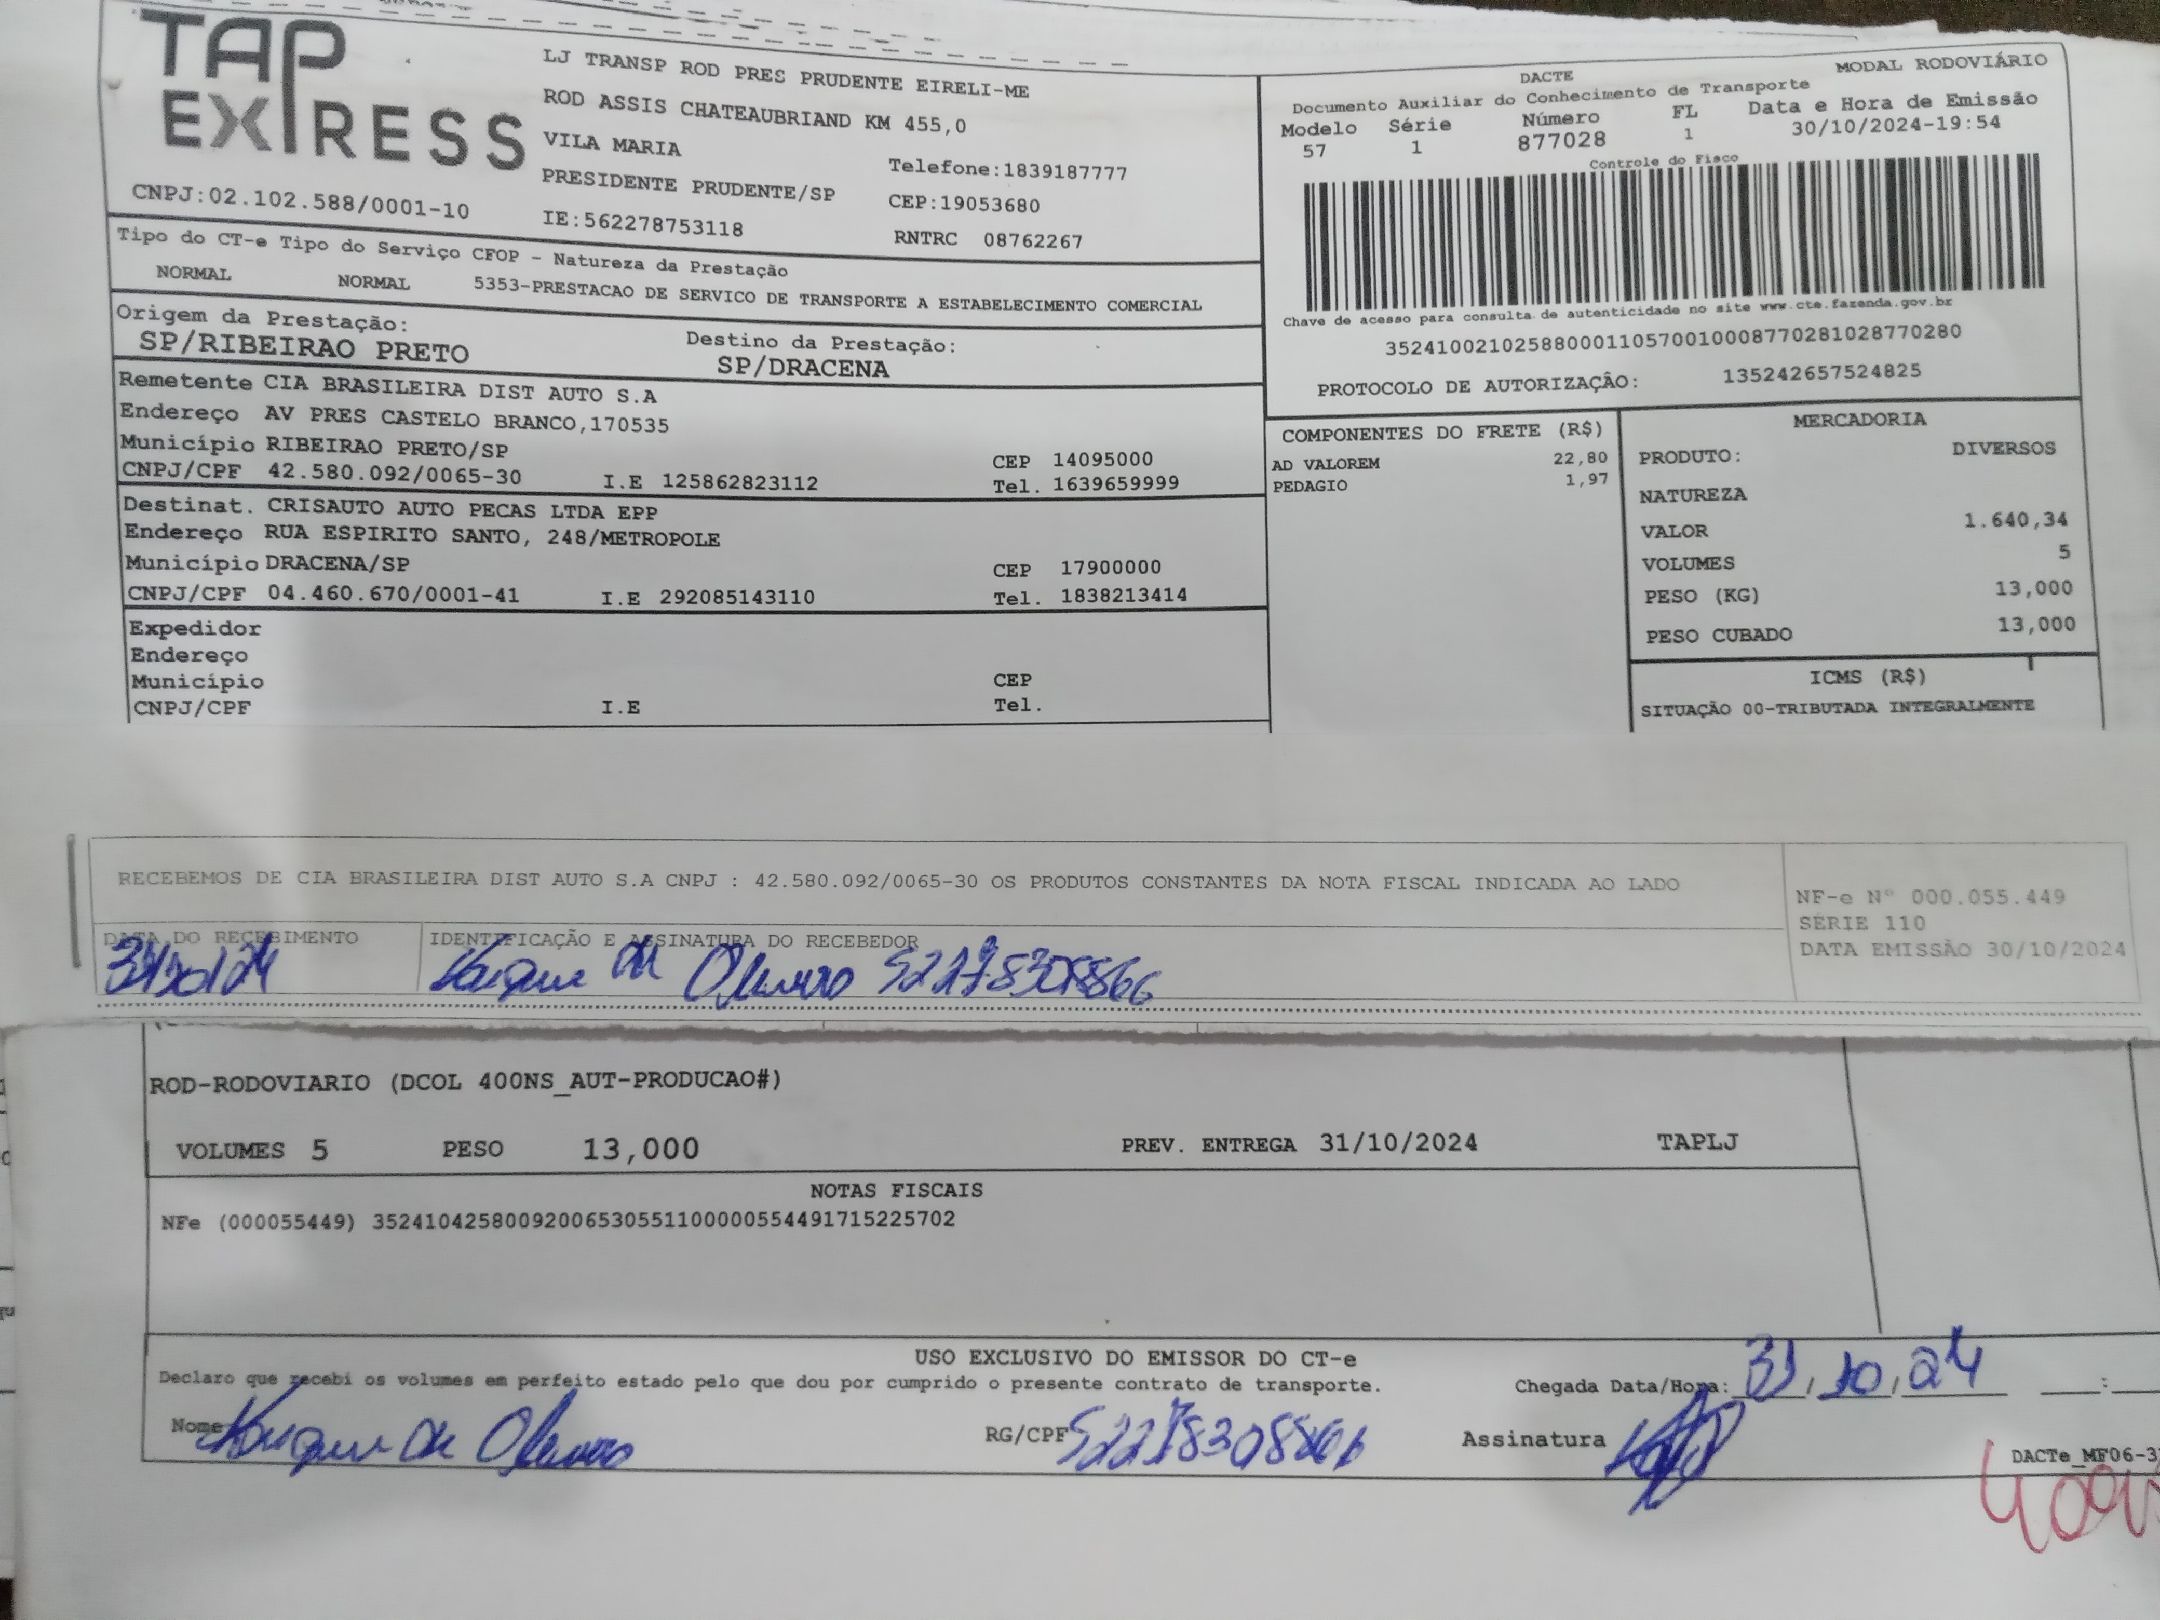 TAP EXPRESS
CNPJ:02.102.588/0001-10
LJ TRANSP ROD PRES PRUDENTE EIRELI-ME
ROD ASSIS CHATEAUBRIAND KM 455,0
VILA MARIA
Telefone:1839187777
PRESIDENTE PRUDENTE/SP
CEP:19053680
IE:562278753118
RNTRC 08762267
DACTE
MODAL RODOVIÁRIO
Documento Auxiliar do Conhecimento de Transporte
Modelo Série Número FL Data e Hora de Emissão
57 1 877028 1 30/10/2024-19:54
Controle do Fisco
Chave de acesso para consulta de autenticidade no site www.cte.fazenda.gov.br
35241002102588000110570010008770281028770280
PROTOCOLO DE AUTORIZAÇÃO: 135242657524825
Tipo do CT-e Tipo do Serviço CFOP - Natureza da Prestação
NORMAL NORMAL 5353-PRESTACAO DE SERVICO DE TRANSPORTE A ESTABELECIMENTO COMERCIAL
Origem da Prestação:
SP/RIBEIRAO PRETO
Destino da Prestação:
SP/DRACENA
Remetente CIA BRASILEIRA DIST AUTO S.A
Endereço AV PRES CASTELO BRANCO,170535
Município RIBEIRAO PRETO/SP CEP 14095000
CNPJ/CPF 42.580.092/0065-30 I.E 125862823112 Tel. 1639659999
Destinat. CRISAUTO AUTO PECAS LTDA EPP
Endereço RUA ESPIRITO SANTO, 248/METROPOLE
Município DRACENA/SP CEP 17900000
CNPJ/CPF 04.460.670/0001-41 I.E 292085143110 Tel. 1838213414
Expedidor
Endereço
Município CEP
CNPJ/CPF I.E Tel.
COMPONENTES DO FRETE (R$)
AD VALOREM 22,80
PEDAGIO 1,97
MERCADORIA
PRODUTO: DIVERSOS
NATUREZA
VALOR 1.640,34
VOLUMES 5
PESO (KG) 13,000
PESO CUBADO 13,000
ICMS (R$)
SITUAÇÃO 00-TRIBUTADA INTEGRALMENTE
RECEBEMOS DE CIA BRASILEIRA DIST AUTO S.A CNPJ : 42.580.092/0065-30 OS PRODUTOS CONSTANTES DA NOTA FISCAL INDICADA AO LADO
NF-e Nº 000.055.449
SÉRIE 110
DATA EMISSÃO 30/10/2024
DATA DO RECEBIMENTO
31/10/24
IDENTIFICAÇÃO E ASSINATURA DO RECEBEDOR
52278308866
ROD-RODOVIARIO (DCOL 400NS_AUT-PRODUCAO#)
VOLUMES 5 PESO 13,000 PREV. ENTREGA 31/10/2024 TAPLJ
NOTAS FISCAIS
NFe (000055449) 35241042580092006530551100000554491715225702
USO EXCLUSIVO DO EMISSOR DO CT-e
Declaro que recebi os volumes em perfeito estado pelo que dou por cumprido o presente contrato de transporte.
Chegada Data/Hora: 31/10/24 :
Nome
RG/CPF 52278308866
Assinatura
DACTe_MF06-3